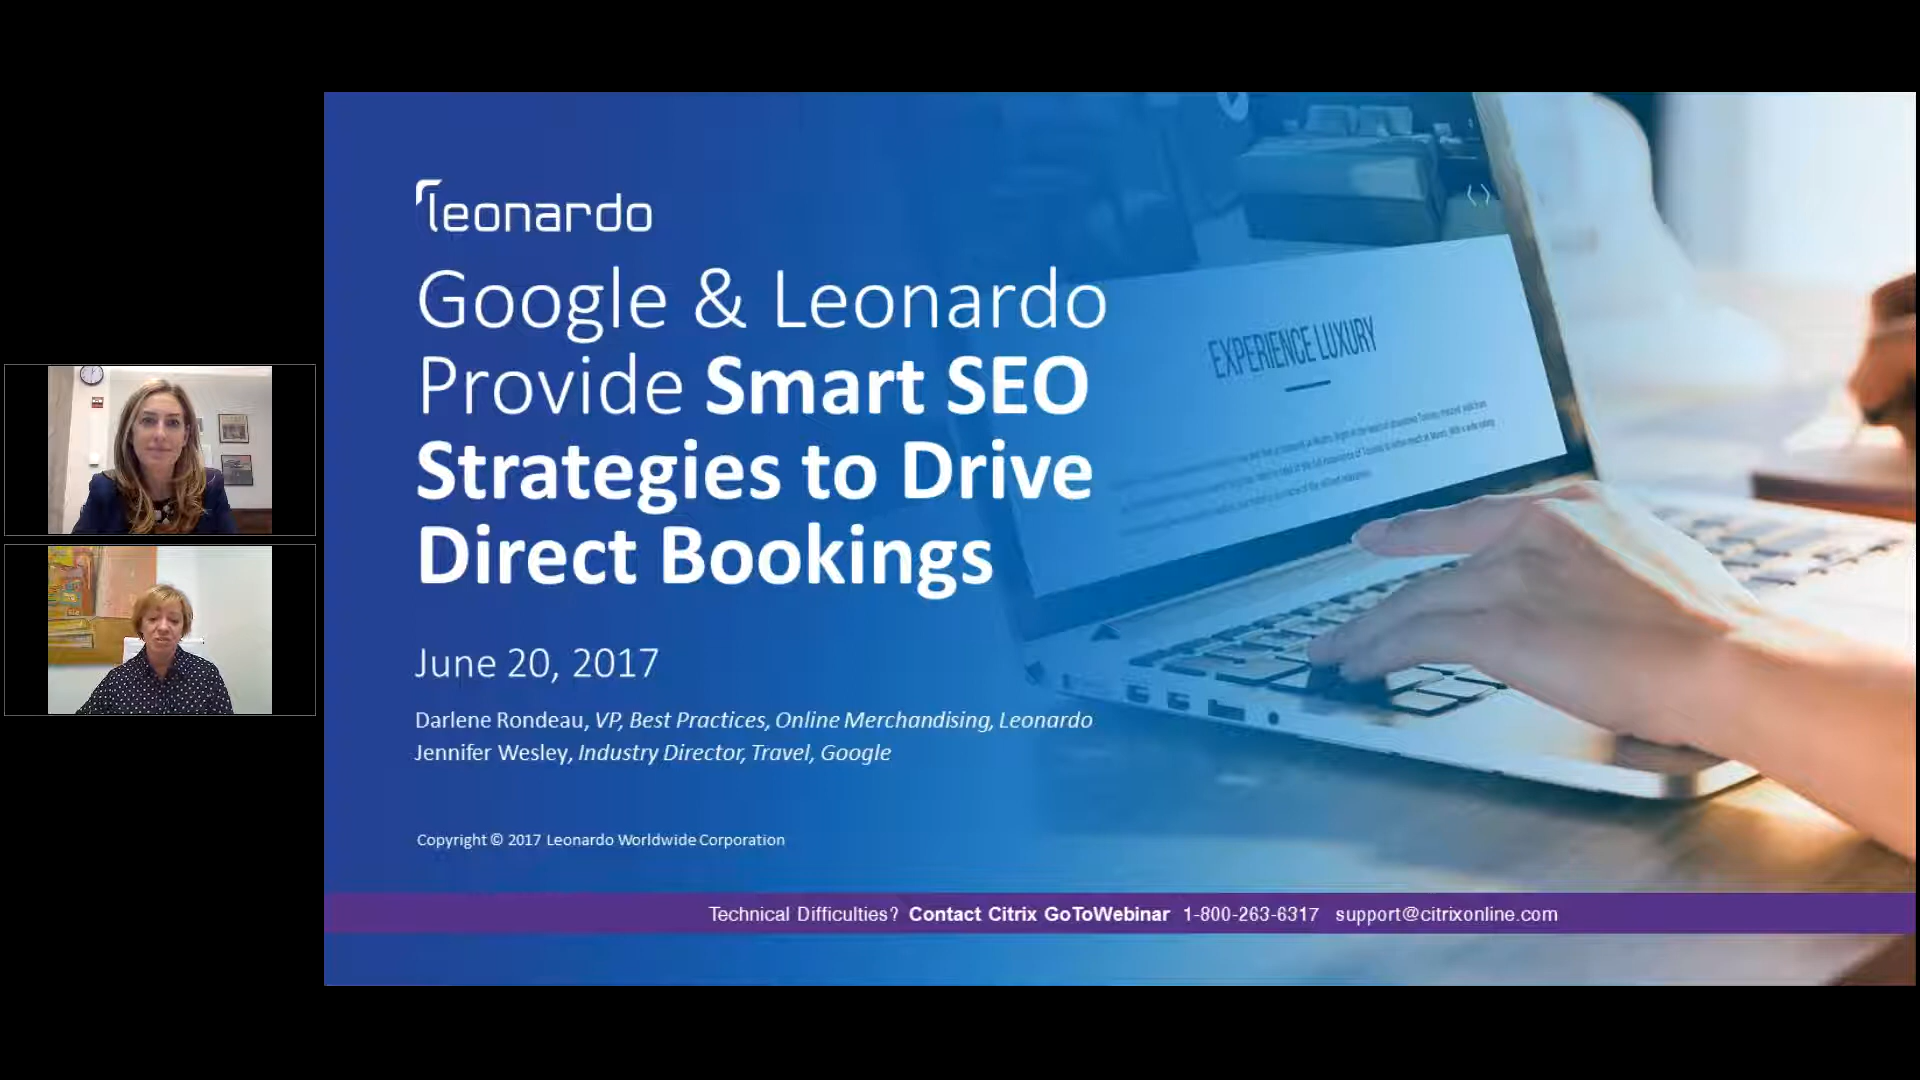 leonardo
Google & Leonardo
Provide Smart SEO
Strategies to Drive
Direct Bookings
EXPERIENCE LUXURY
June 20, 2017
Darlene Rondeau, VP, Best Practices, Online Merchandising, Leonardo
Jennifer Wesley, Industry Director, Travel, Google
Copyright © 2017 Leonardo Worldwide Corporation
Technical Difficulties? Contact Citrix GoToWebinar 1-800-263-6317 support@citrixonline.com